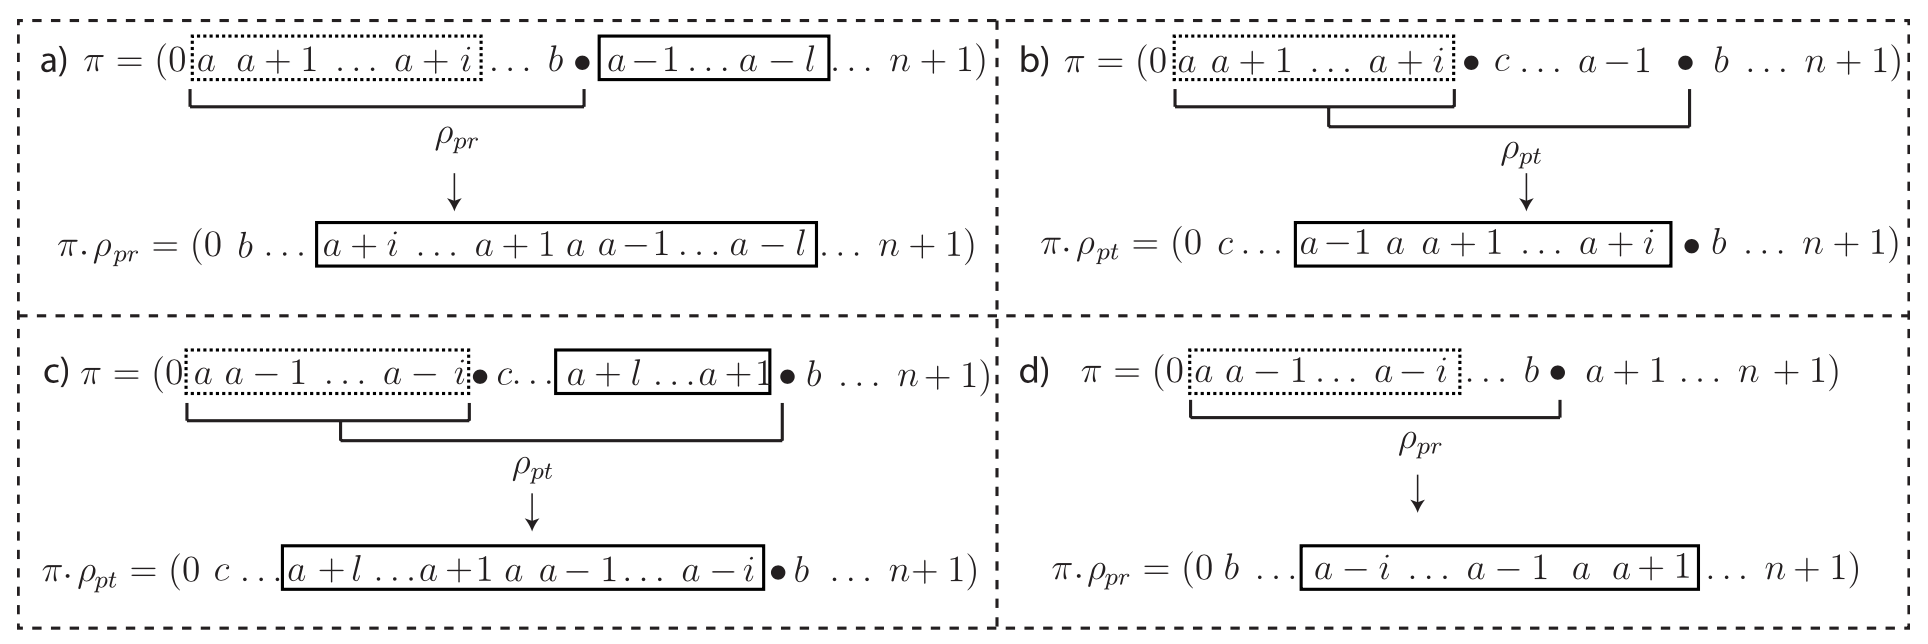 a) π = (0 a a+1 ... a+i ... b • a−1 ... a−l ... n+1)
ρ_pr
↓
π·ρ_pr = (0 b ... a+i ... a+1 a a−1 ... a−l ... n+1)
b) π = (0 a a+1 ... a+i • c ... a−1 • b ... n+1)
ρ_pt
↓
π·ρ_pt = (0 c ... a−1 a a+1 ... a+i • b ... n+1)
c) π = (0 a a−1 ... a−i • c ... a+l ... a+1 • b ... n+1)
ρ_pt
↓
π·ρ_pt = (0 c ... a+l ... a+1 a a−1 ... a−i • b ... n+1)
d) π = (0 a a−1 ... a−i ... b • a+1 ... n+1)
ρ_pr
↓
π·ρ_pr = (0 b ... a−i ... a−1 a a+1 ... n+1)